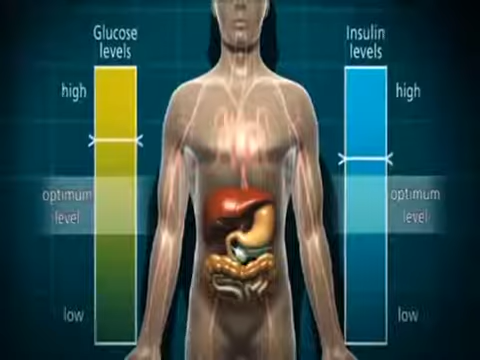 Glucose
levels
high
optimum
level
low
Insulin
levels
high
optimum
level
low